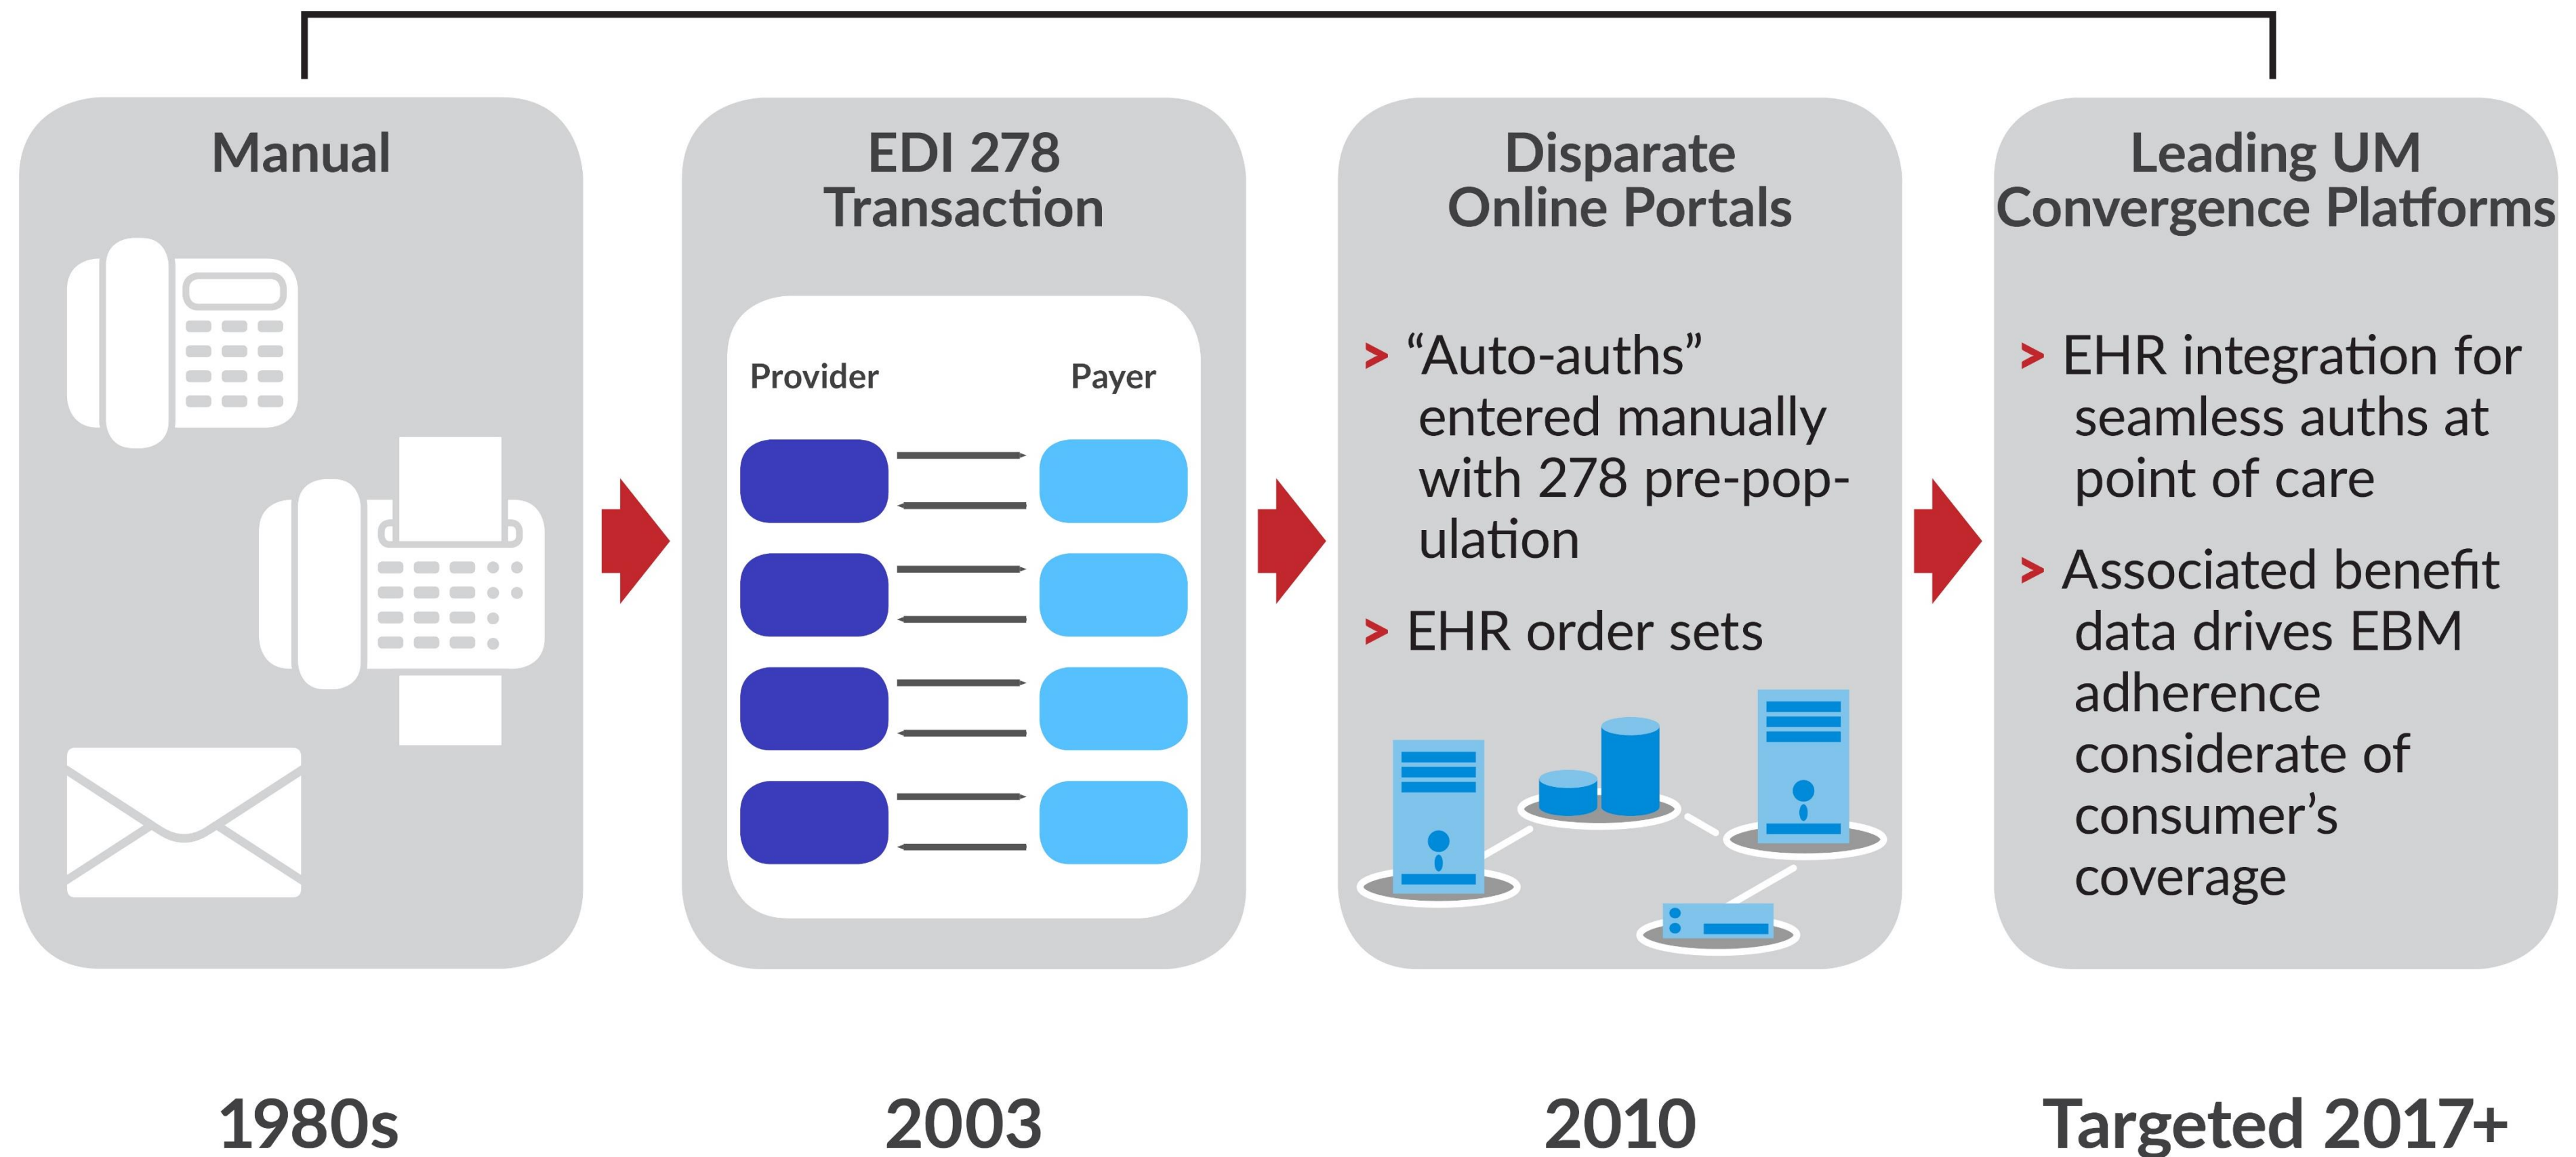 Manual
EDI 278
Transaction
Provider
Payer
Disparate
Online Portals
> “Auto-auths”
entered manually
with 278 pre-pop-
ulation
> EHR order sets
Leading UM
Convergence Platforms
> EHR integration for
seamless auths at
point of care
> Associated benefit
data drives EBM
adherence
considerate of
consumer’s
coverage
1980s
2003
2010
Targeted 2017+